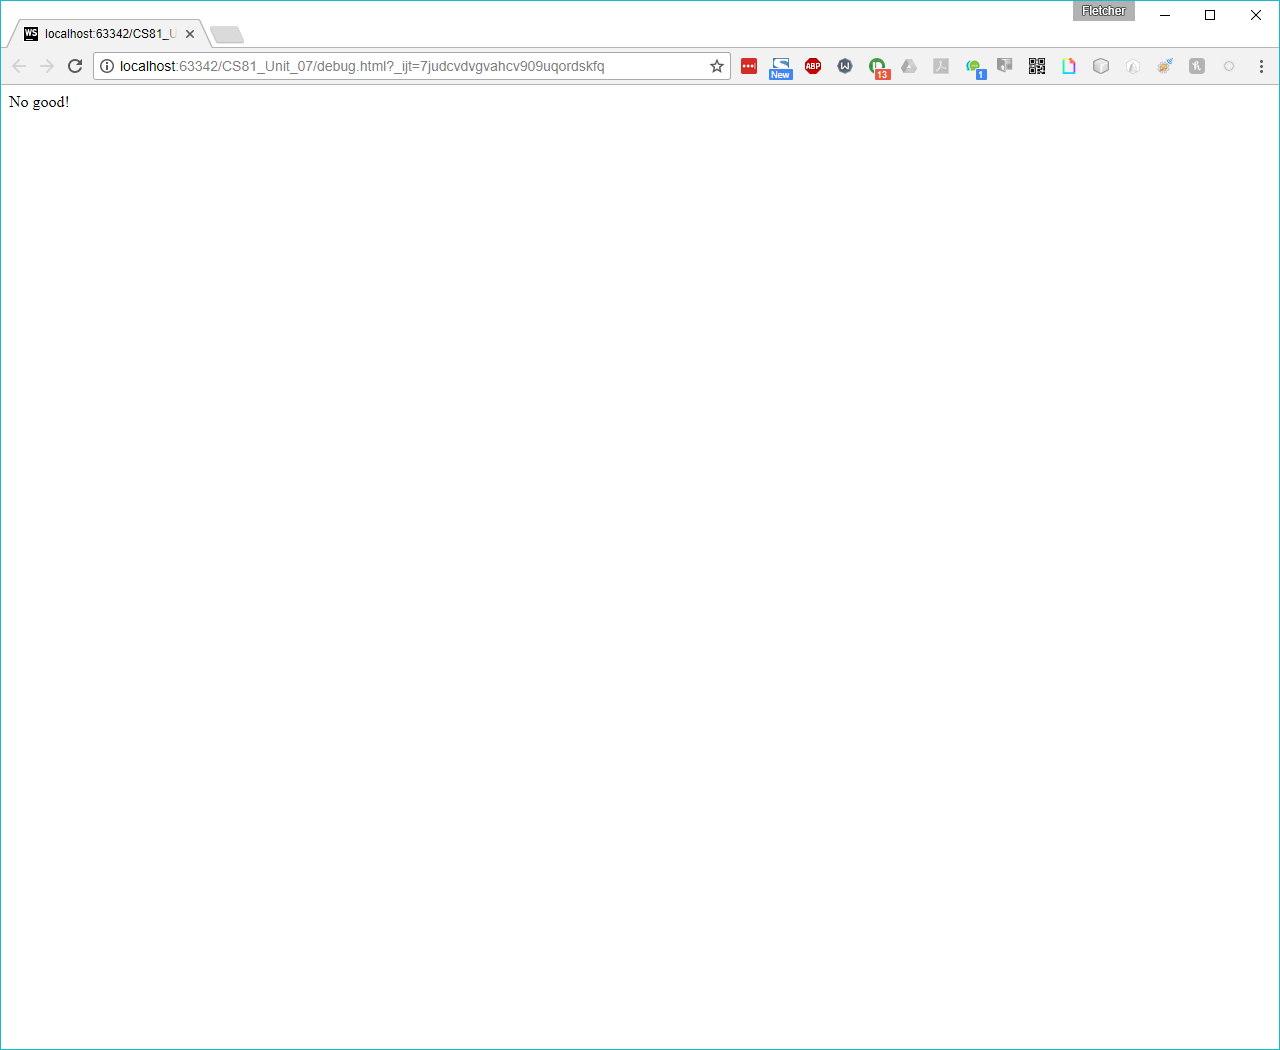 Fletcher
WS localhost:63342/CS81_U
localhost:63342/CS81_Unit_07/debug.html?_ijt=7judcvdvgvahcv909uqordskfq
New ABP W 13 1
No good!